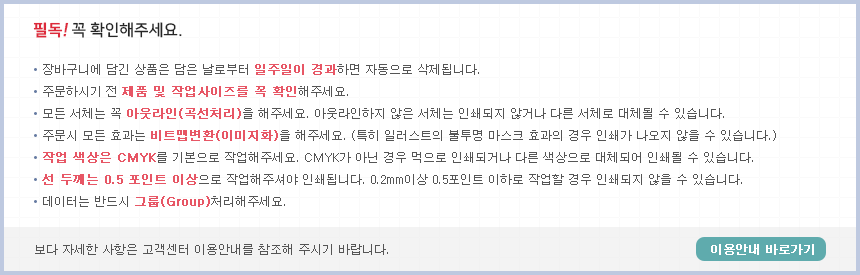 필독! 꼭 확인해주세요.
• 장바구니에 담긴 상품은 담은 날로부터 일주일이 경과하면 자동으로 삭제됩니다.
• 주문하시기 전 제품 및 작업사이즈를 꼭 확인해주세요.
• 모든 서체는 꼭 아웃라인(곡선처리)을 해주세요. 아웃라인하지 않은 서체는 인쇄되지 않거나 다른 서체로 대체될 수 있습니다.
• 주문시 모든 효과는 비트맵변환(이미지화)을 해주세요. (특히 일러스트의 불투명 마스크 효과의 경우 인쇄가 나오지 않을 수 있습니다.)
• 작업 색상은 CMYK를 기본으로 작업해주세요. CMYK가 아닌 경우 먹으로 인쇄되거나 다른 색상으로 대체되어 인쇄될 수 있습니다.
• 선 두께는 0.5 포인트 이상으로 작업해주셔야 인쇄됩니다. 0.2mm이상 0.5포인트 이하로 작업할 경우 인쇄되지 않을 수 있습니다.
• 데이터는 반드시 그룹(Group)처리해주세요.
보다 자세한 사항은 고객센터 이용안내를 참조해 주시기 바랍니다.
이용안내 바로가기